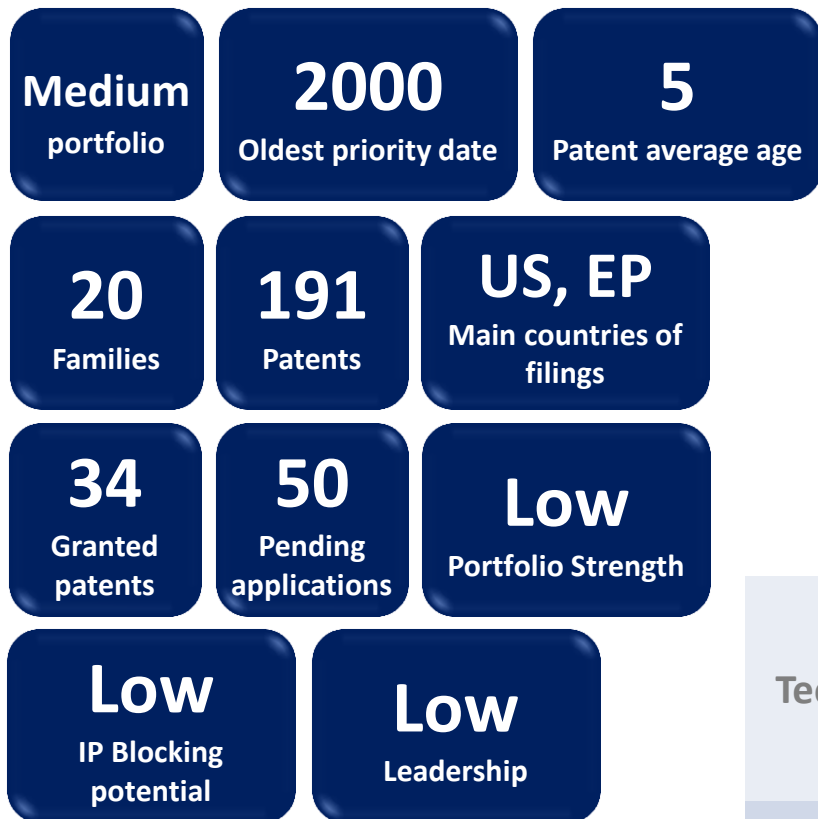 Medium
portfolio
2000
Oldest priority date
5
Patent average age
20
Families
191
Patents
US, EP
Main countries of
filings
34
Granted
patents
50
Pending
applications
Low
Portfolio Strength
Low
IP Blocking
potential
Low
Leadership